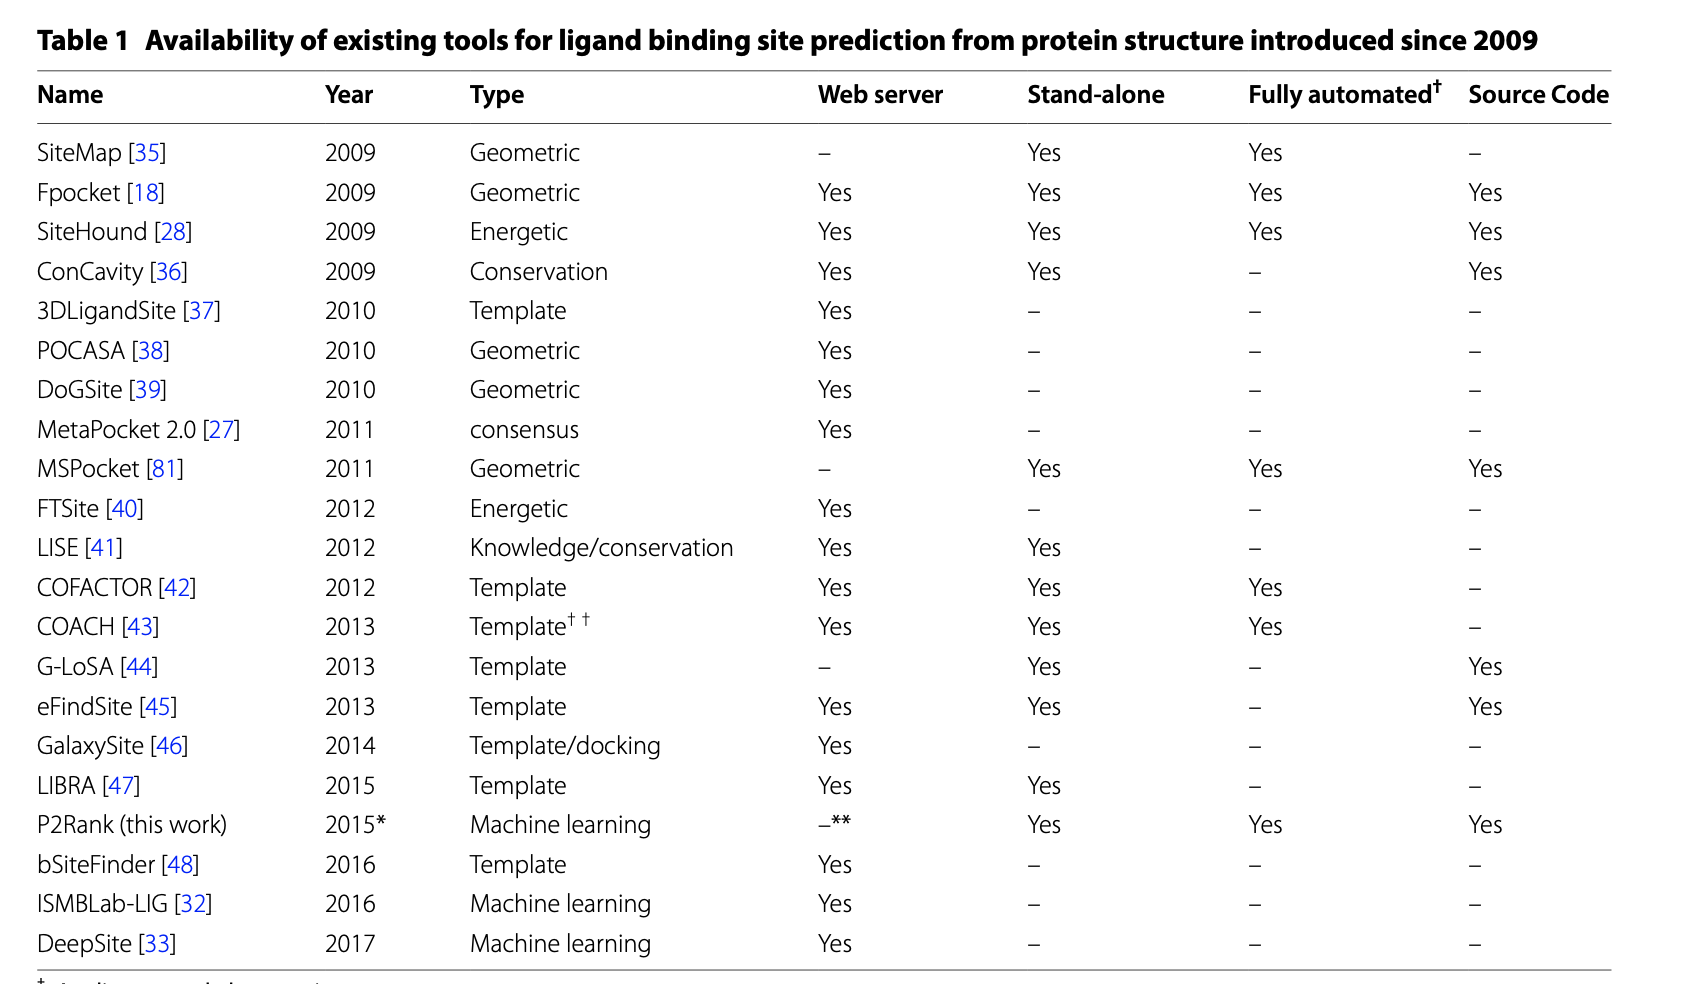 Table 1 Availability of existing tools for ligand binding site prediction from protein structure introduced since 2009
Name Year Type Web server Stand-alone Fully automated† Source Code
SiteMap [35] 2009 Geometric – Yes Yes –
Fpocket [18] 2009 Geometric Yes Yes Yes Yes
SiteHound [28] 2009 Energetic Yes Yes Yes Yes
ConCavity [36] 2009 Conservation Yes Yes – Yes
3DLigandSite [37] 2010 Template Yes – – –
POCASA [38] 2010 Geometric Yes – – –
DoGSite [39] 2010 Geometric Yes – – –
MetaPocket 2.0 [27] 2011 consensus Yes – – –
MSPocket [81] 2011 Geometric – Yes Yes Yes
FTSite [40] 2012 Energetic Yes – – –
LISE [41] 2012 Knowledge/conservation Yes Yes – –
COFACTOR [42] 2012 Template Yes Yes Yes –
COACH [43] 2013 Template† † Yes Yes Yes –
G-LoSA [44] 2013 Template – Yes – Yes
eFindSite [45] 2013 Template Yes Yes – Yes
GalaxySite [46] 2014 Template/docking Yes – – –
LIBRA [47] 2015 Template Yes Yes – –
P2Rank (this work) 2015* Machine learning –** Yes Yes Yes
bSiteFinder [48] 2016 Template Yes – – –
ISMBLab-LIG [32] 2016 Machine learning Yes – – –
DeepSite [33] 2017 Machine learning Yes – – –
†